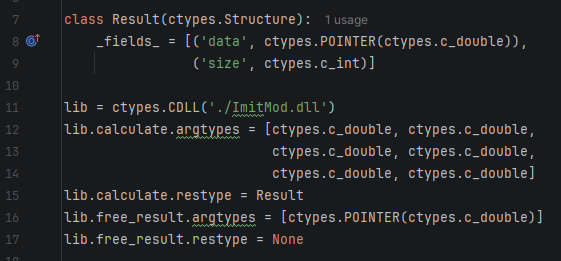 7 class Result(ctypes.Structure): 1 usage
8 _fields_ = [('data', ctypes.POINTER(ctypes.c_double)),
9 ('size', ctypes.c_int)]
11 lib = ctypes.CDLL('./ImitMod.dll')
12 lib.calculate.argtypes = [ctypes.c_double, ctypes.c_double,
13 ctypes.c_double, ctypes.c_double,
14 ctypes.c_double, ctypes.c_double]
15 lib.calculate.restype = Result
16 lib.free_result.argtypes = [ctypes.POINTER(ctypes.c_double)]
17 lib.free_result.restype = None